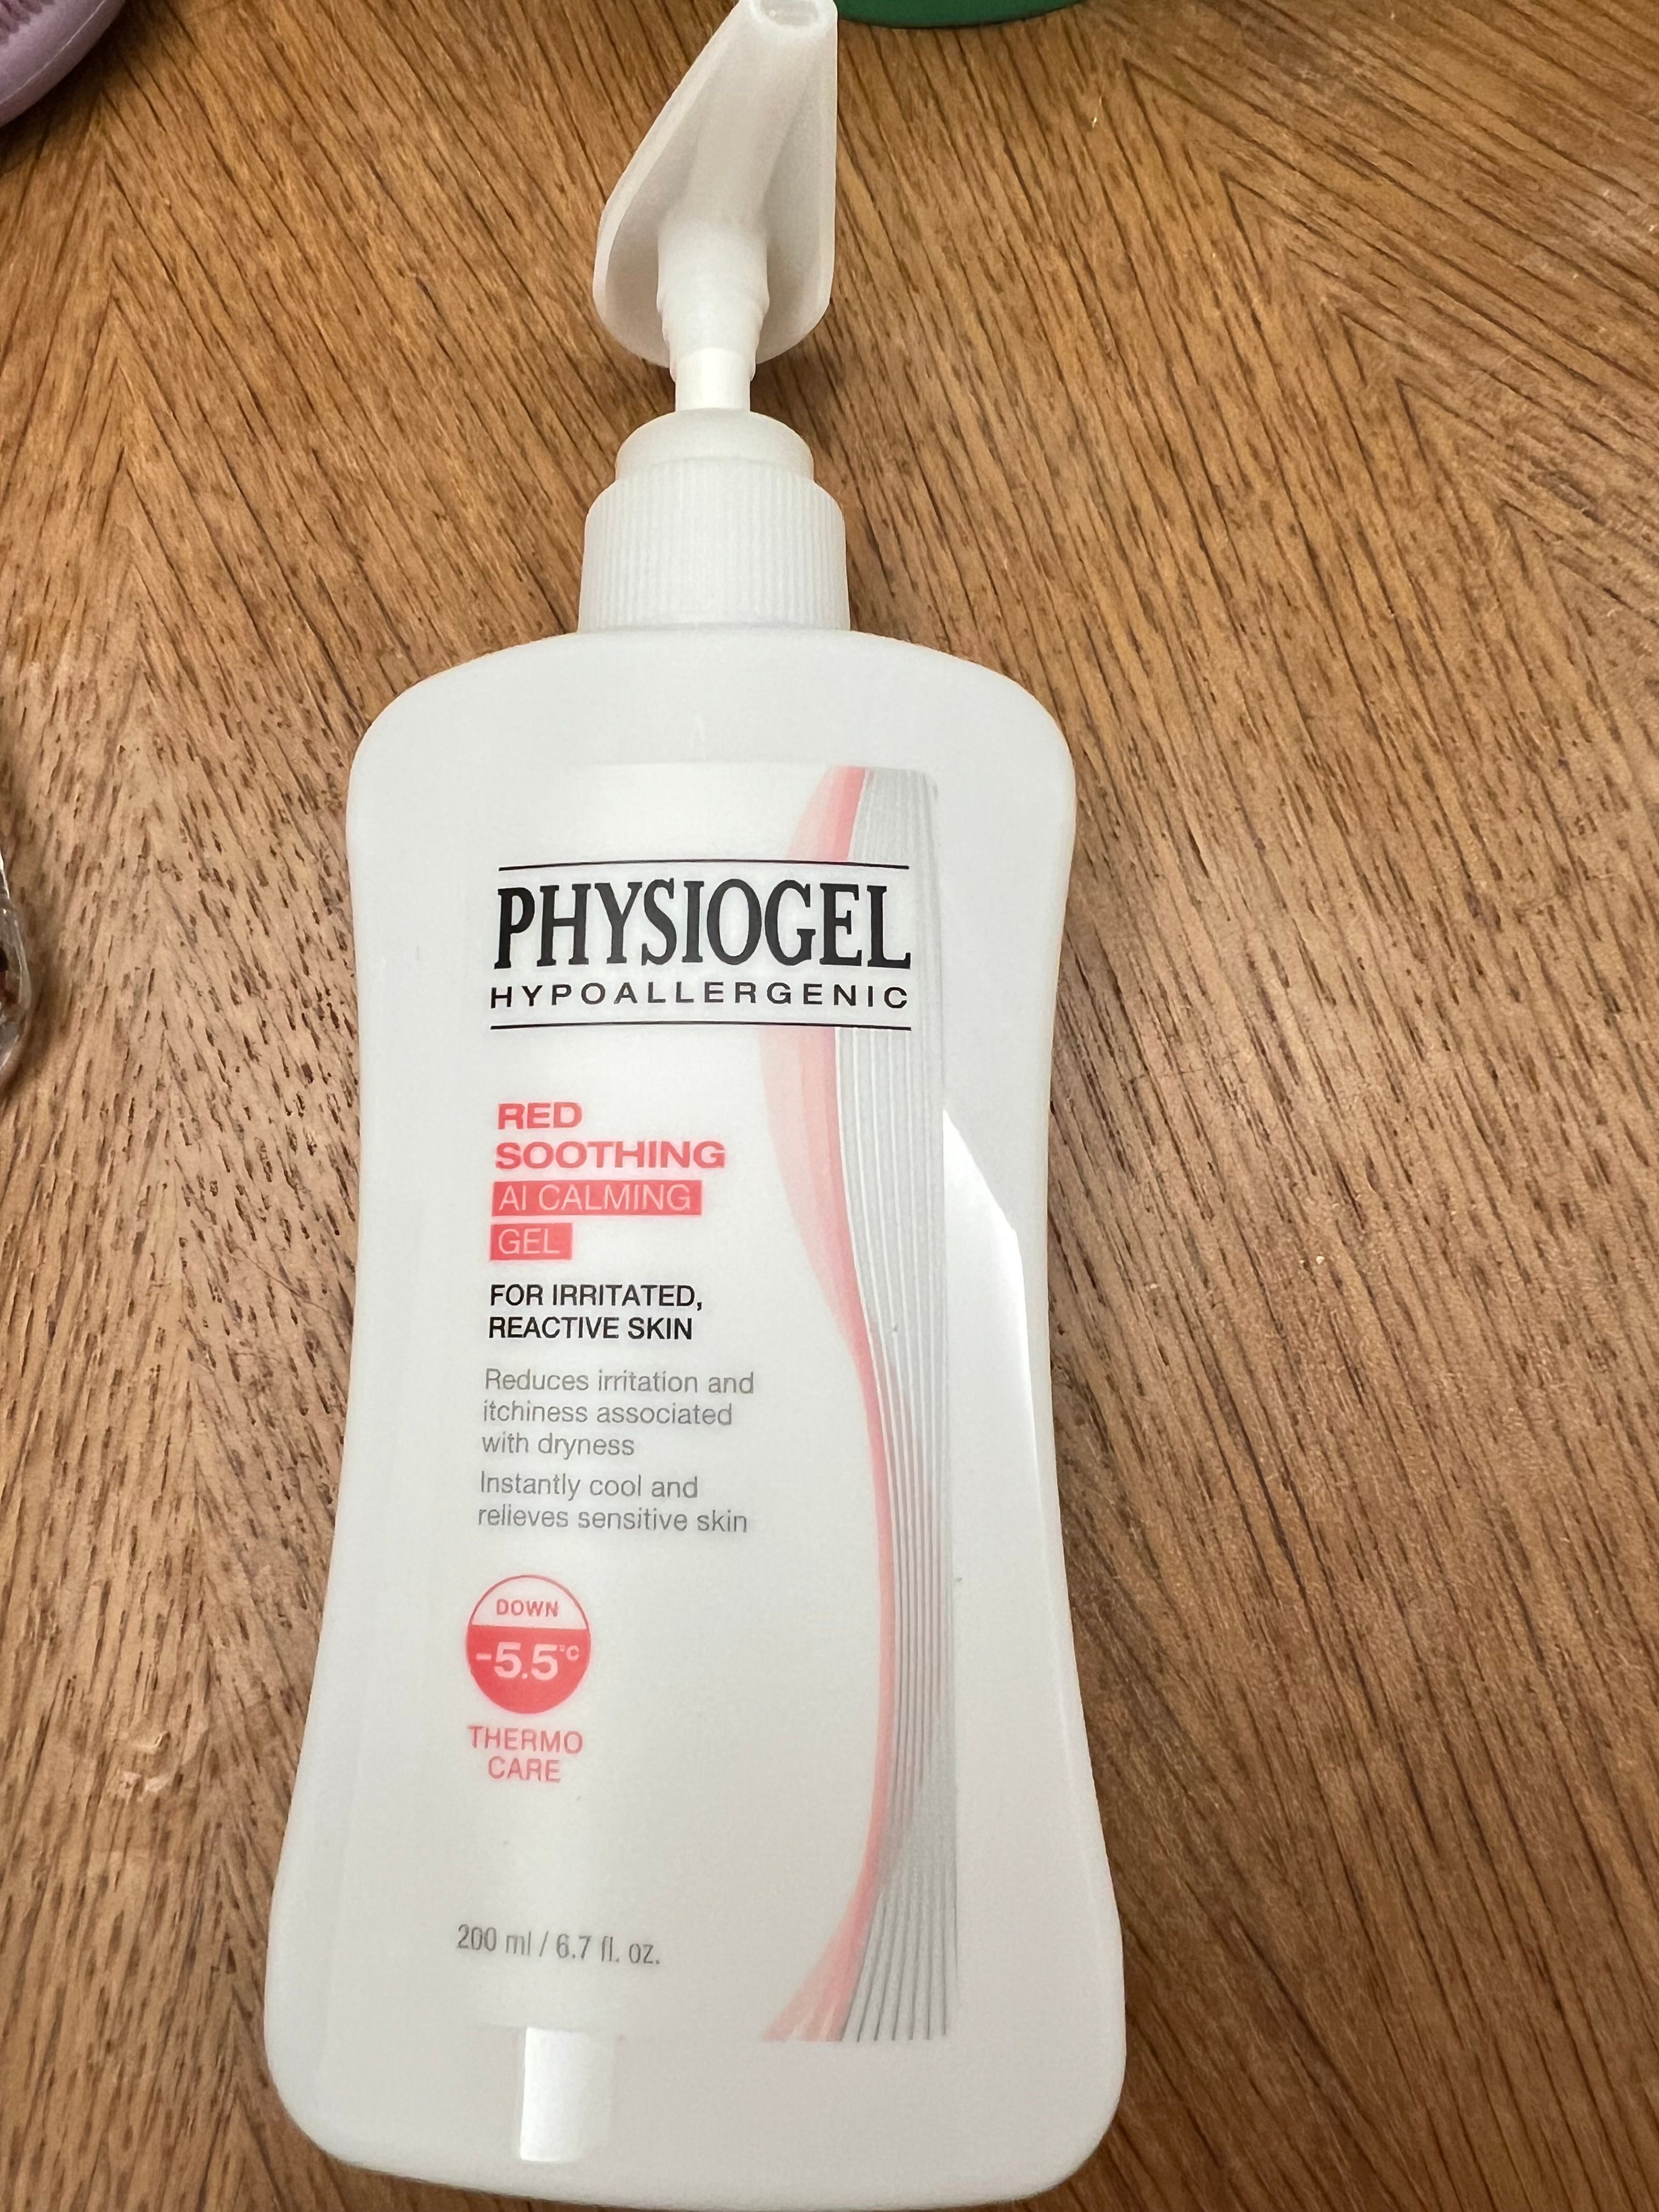 PHYSIOGEL
HYPOALLERGENIC
RED
SOOTHING
AI CALMING
GEL
FOR IRRITATED,
REACTIVE SKIN
Reduces irritation and
itchiness associated
with dryness
Instantly cool and
relieves sensitive skin
DOWN
-5.5°C
THERMO
CARE
200 ml / 6.7 fl. oz.